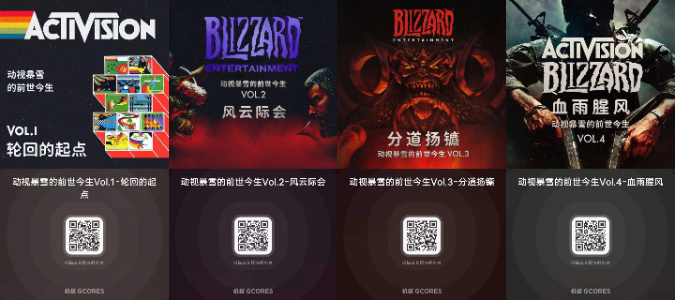 ACTIVISION
动视暴雪
的前世今生
VOL.1
轮回的起点
动视暴雪的前世今生Vol.1-轮回的起
点
机核 GCORES
BLIZZARD
ENTERTAINMENT
动视暴雪的前世今生
VOL.2
风云际会
动视暴雪的前世今生Vol.2-风云际会
机核 GCORES
BLIZZARD
ENTERTAINMENT
分道扬镳
动视暴雪的前世今生 VOL.3
动视暴雪的前世今生Vol.3-分道扬镳
机核 GCORES
ACTIVISION
BLIZZARD
血雨腥风
动视暴雪的前世今生
VOL.4
动视暴雪的前世今生Vol.4-血雨腥风
机核 GCORES